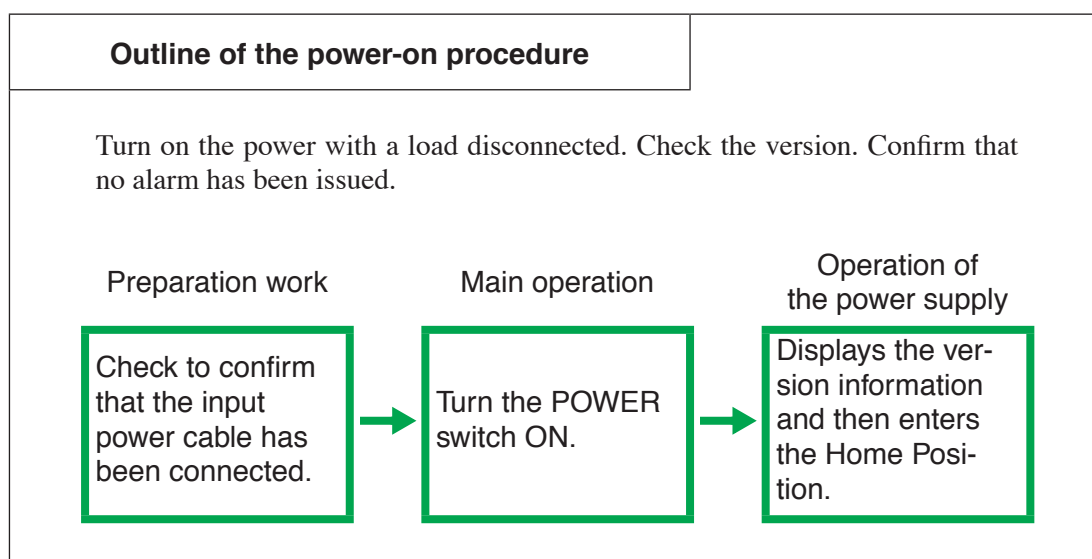 Outline of the power-on procedure
Turn on the power with a load disconnected. Check the version. Confirm that
no alarm has been issued.
Preparation work
Check to confirm
that the input
power cable has
been connected.
Main operation
Turn the POWER
switch ON.
Operation of
the power supply
Displays the ver-
sion information
and then enters
the Home Posi-
tion.